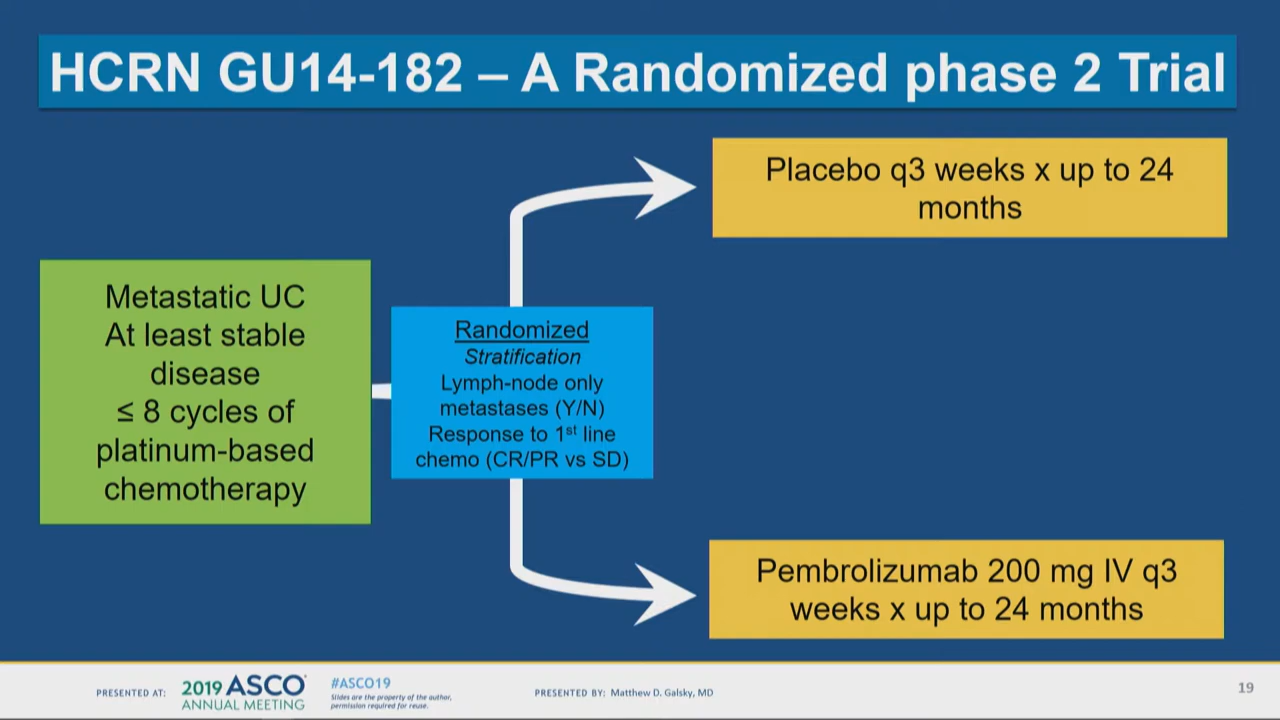 HCRN GU14-182 – A Randomized phase 2 Trial
Placebo q3 weeks x up to 24
months
Metastatic UC
At least stable
disease
≤ 8 cycles of
platinum-based
chemotherapy
Randomized
Stratification
Lymph-node only
metastases (Y/N)
Response to 1st line
chemo (CR/PR vs SD)
Pembrolizumab 200 mg IV q3
weeks x up to 24 months
PRESENTED AT:
2019 ASCO
ANNUAL MEETING
#ASCO19
Slides are the property of the author,
permission required for reuse.
PRESENTED BY: Matthew D. Galsky, MD
19